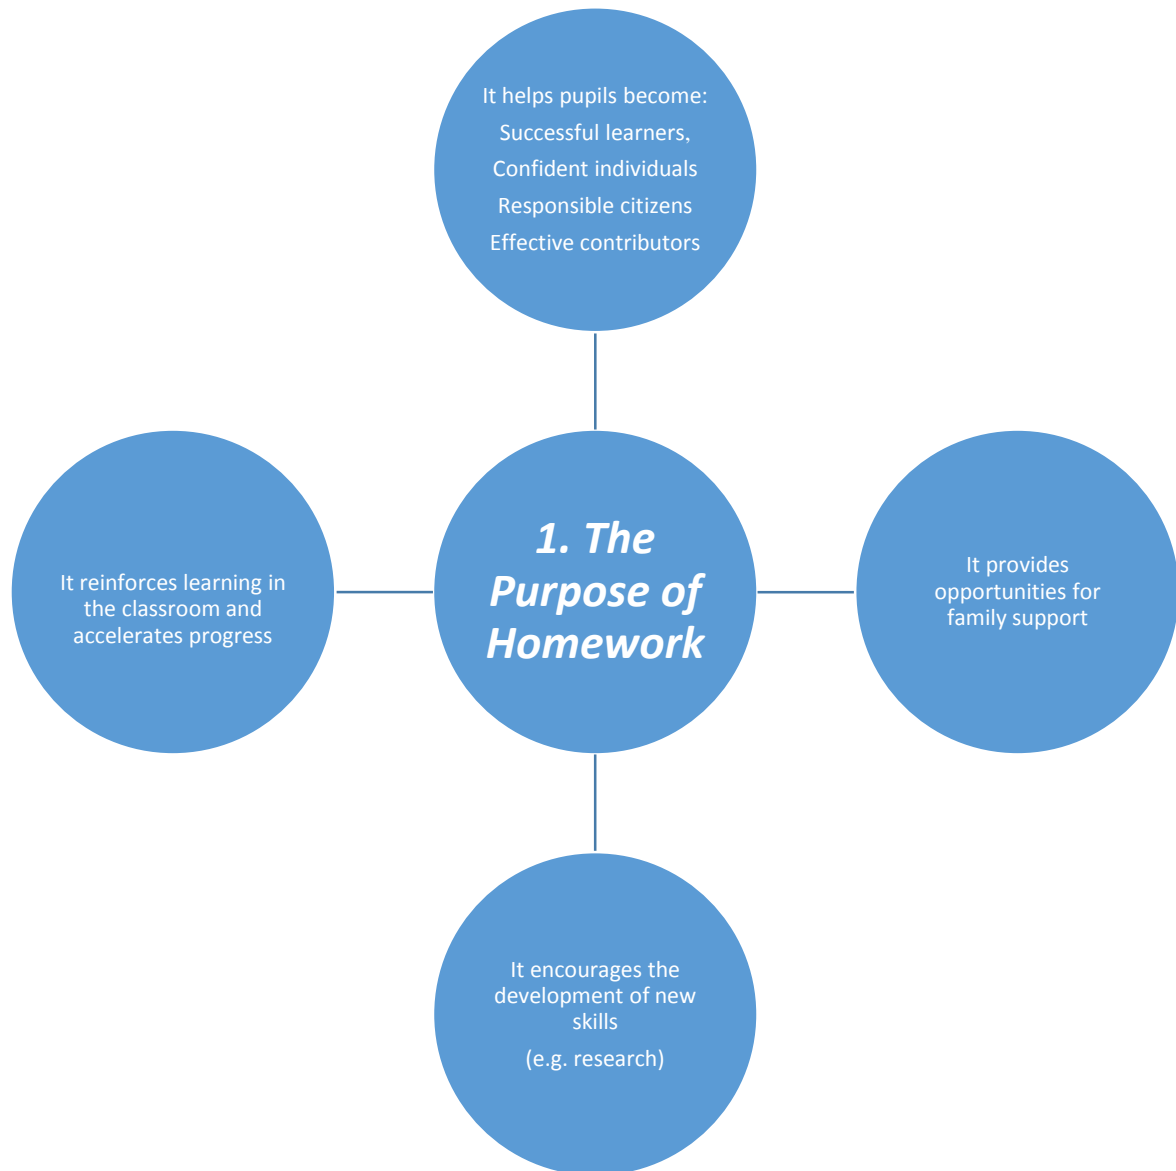 It helps pupils become:
Successful learners,
Confident individuals
Responsible citizens
Effective contributors
It reinforces learning in
the classroom and
accelerates progress
1. The
Purpose of
Homework
It provides
opportunities for
family support
It encourages the
development of new
skills
(e.g. research)